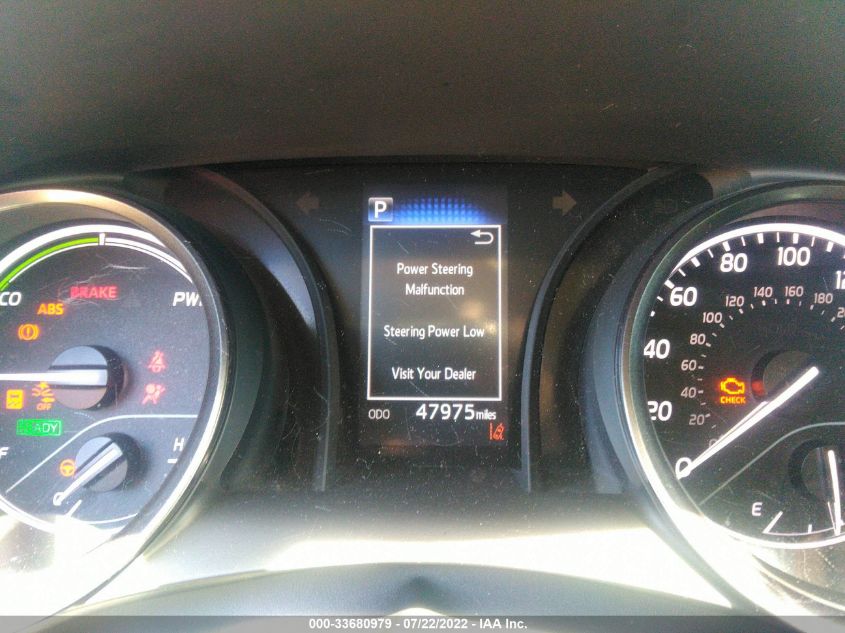 P
Power Steering
Malfunction
Steering Power Low
Visit Your Dealer
ODO 47975 miles
CO
PW
ABS
BRAKE
OFF
READY
F
H
0
20
40
60
80
100
12
20
40
60
80
100
120
140
160
180
CHECK
E
000-33680979 / 07/22/2022 - IAA Inc.